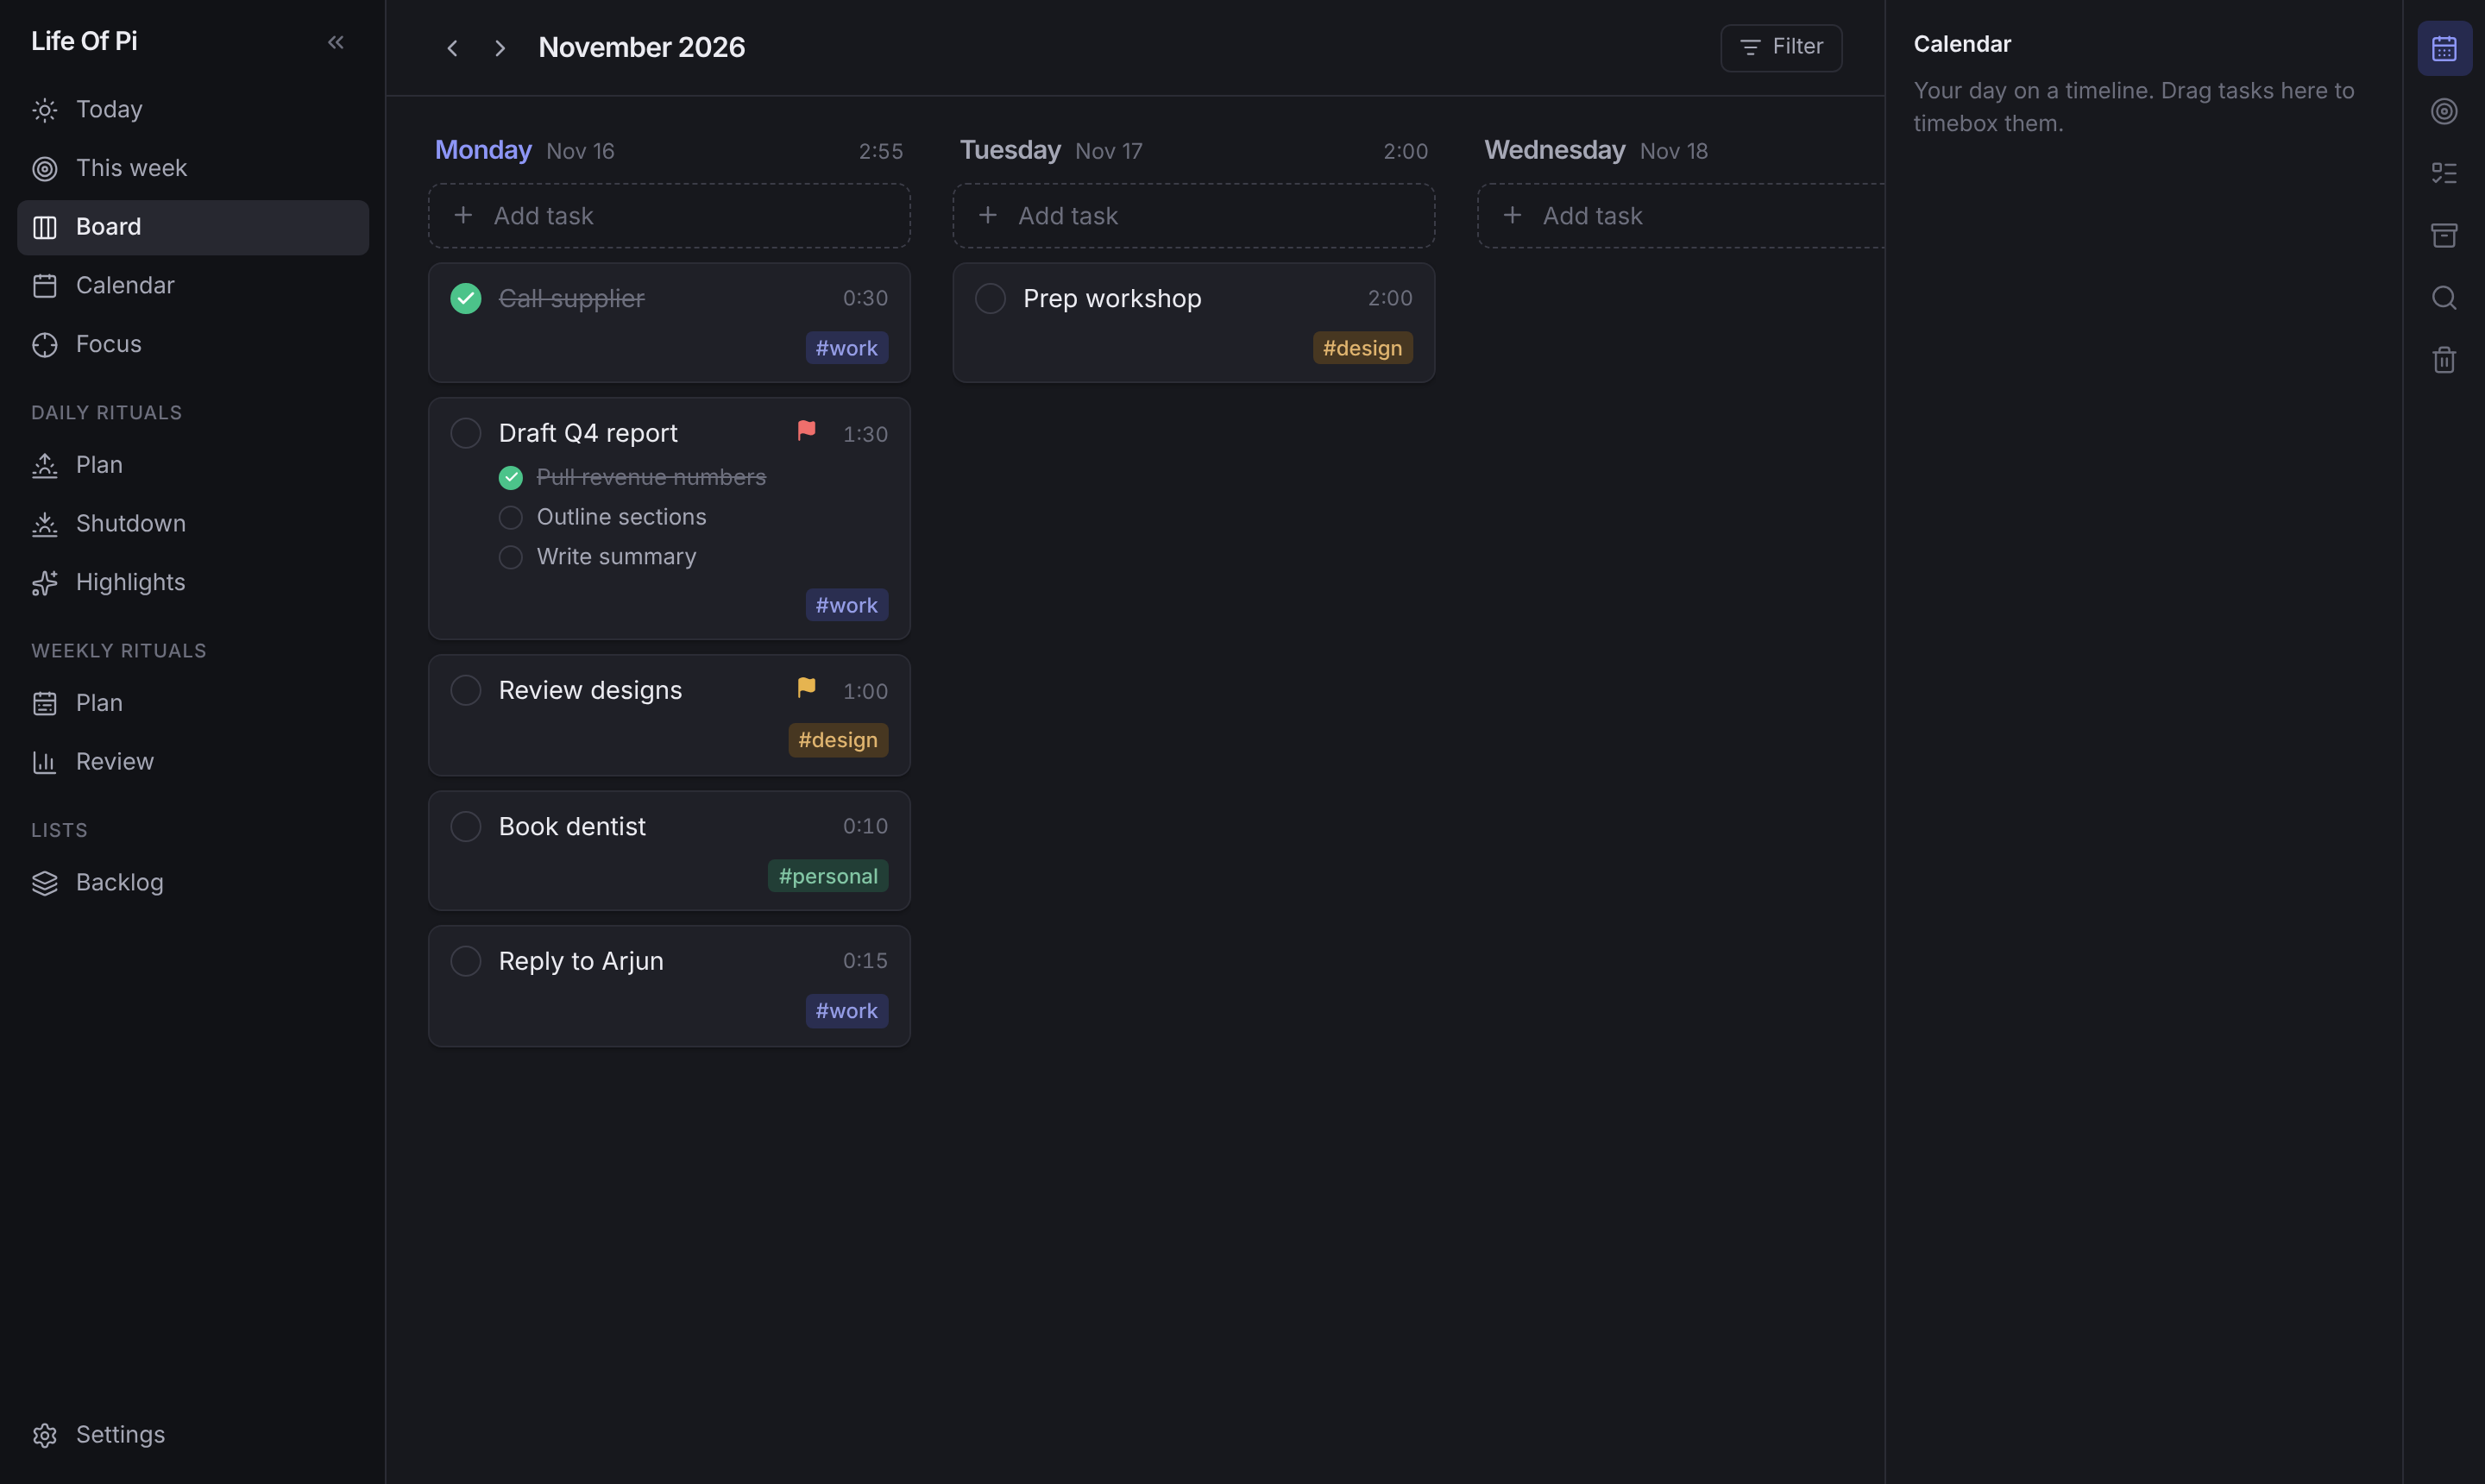 Life Of Pi
Today
This week
Board
Calendar
Focus
DAILY RITUALS
Plan
Shutdown
Highlights
WEEKLY RITUALS
Plan
Review
LISTS
Backlog
Settings
November 2026
Filter
Monday Nov 16 2:55
Add task
Call supplier 0:30
#work
Draft Q4 report 1:30
Pull revenue numbers
Outline sections
Write summary
#work
Review designs 1:00
#design
Book dentist 0:10
#personal
Reply to Arjun 0:15
#work
Tuesday Nov 17 2:00
Add task
Prep workshop 2:00
#design
Wednesday Nov 18
Add task
Calendar
Your day on a timeline. Drag tasks here to
timebox them.